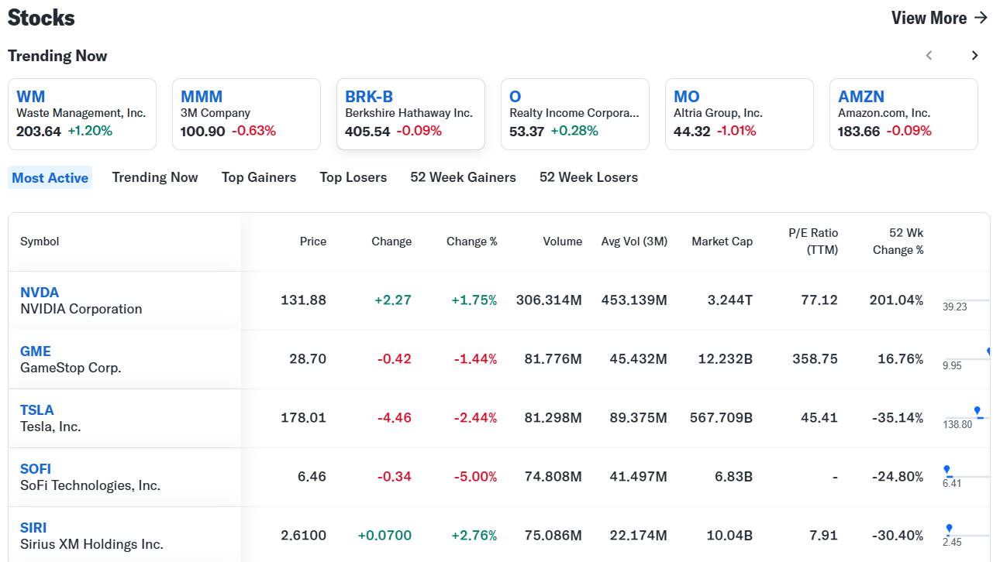 Stocks
View More
Trending Now
WM
Waste Management, Inc.
203.64 +1.20%
MMM
3M Company
100.90 -0.63%
BRK-B
Berkshire Hathaway Inc.
405.54 -0.09%
O
Realty Income Corpora...
53.37 +0.28%
MO
Altria Group, Inc.
44.32 -1.01%
AMZN
Amazon.com, Inc.
183.66 -0.09%
Most Active Trending Now Top Gainers Top Losers 52 Week Gainers 52 Week Losers
Symbol Price Change Change % Volume Avg Vol (3M) Market Cap P/E Ratio (TTM) 52 Wk Change %
NVDA
NVIDIA Corporation
131.88 +2.27 +1.75% 306.314M 453.139M 3.244T 77.12 201.04% 39.23
GME
GameStop Corp.
28.70 -0.42 -1.44% 81.776M 45.432M 12.232B 358.75 16.76% 9.95
TSLA
Tesla, Inc.
178.01 -4.46 -2.44% 81.298M 89.375M 567.709B 45.41 -35.14% 138.80
SOFI
SoFi Technologies, Inc.
6.46 -0.34 -5.00% 74.808M 41.497M 6.83B - -24.80% 6.41
SIRI
Sirius XM Holdings Inc.
2.6100 +0.0700 +2.76% 75.086M 22.174M 10.04B 7.91 -30.40% 2.45